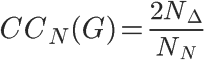 CC_N(G) = \frac{2N_Δ}{N_N}